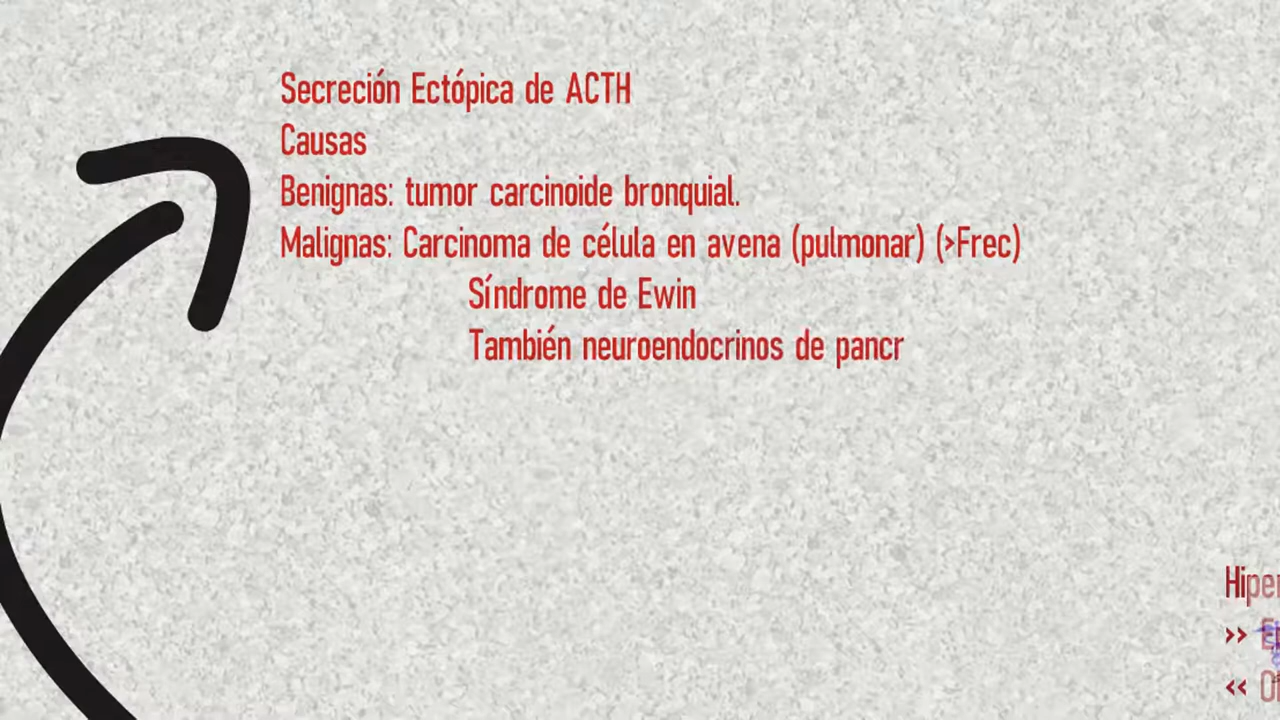 Secreción Ectópica de ACTH
Causas
Benignas: tumor carcinoide bronquial.
Malignas: Carcinoma de célula en avena (pulmonar) (>Frec)
Síndrome de Ewin
También neuroendocrinos de pancr
Hiper
>>
<<